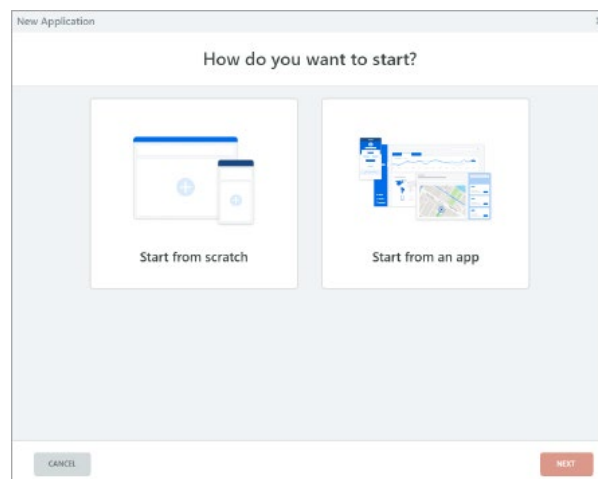 New Application
How do you want to start?
Start from scratch
Start from an app
CANCEL
NEXT